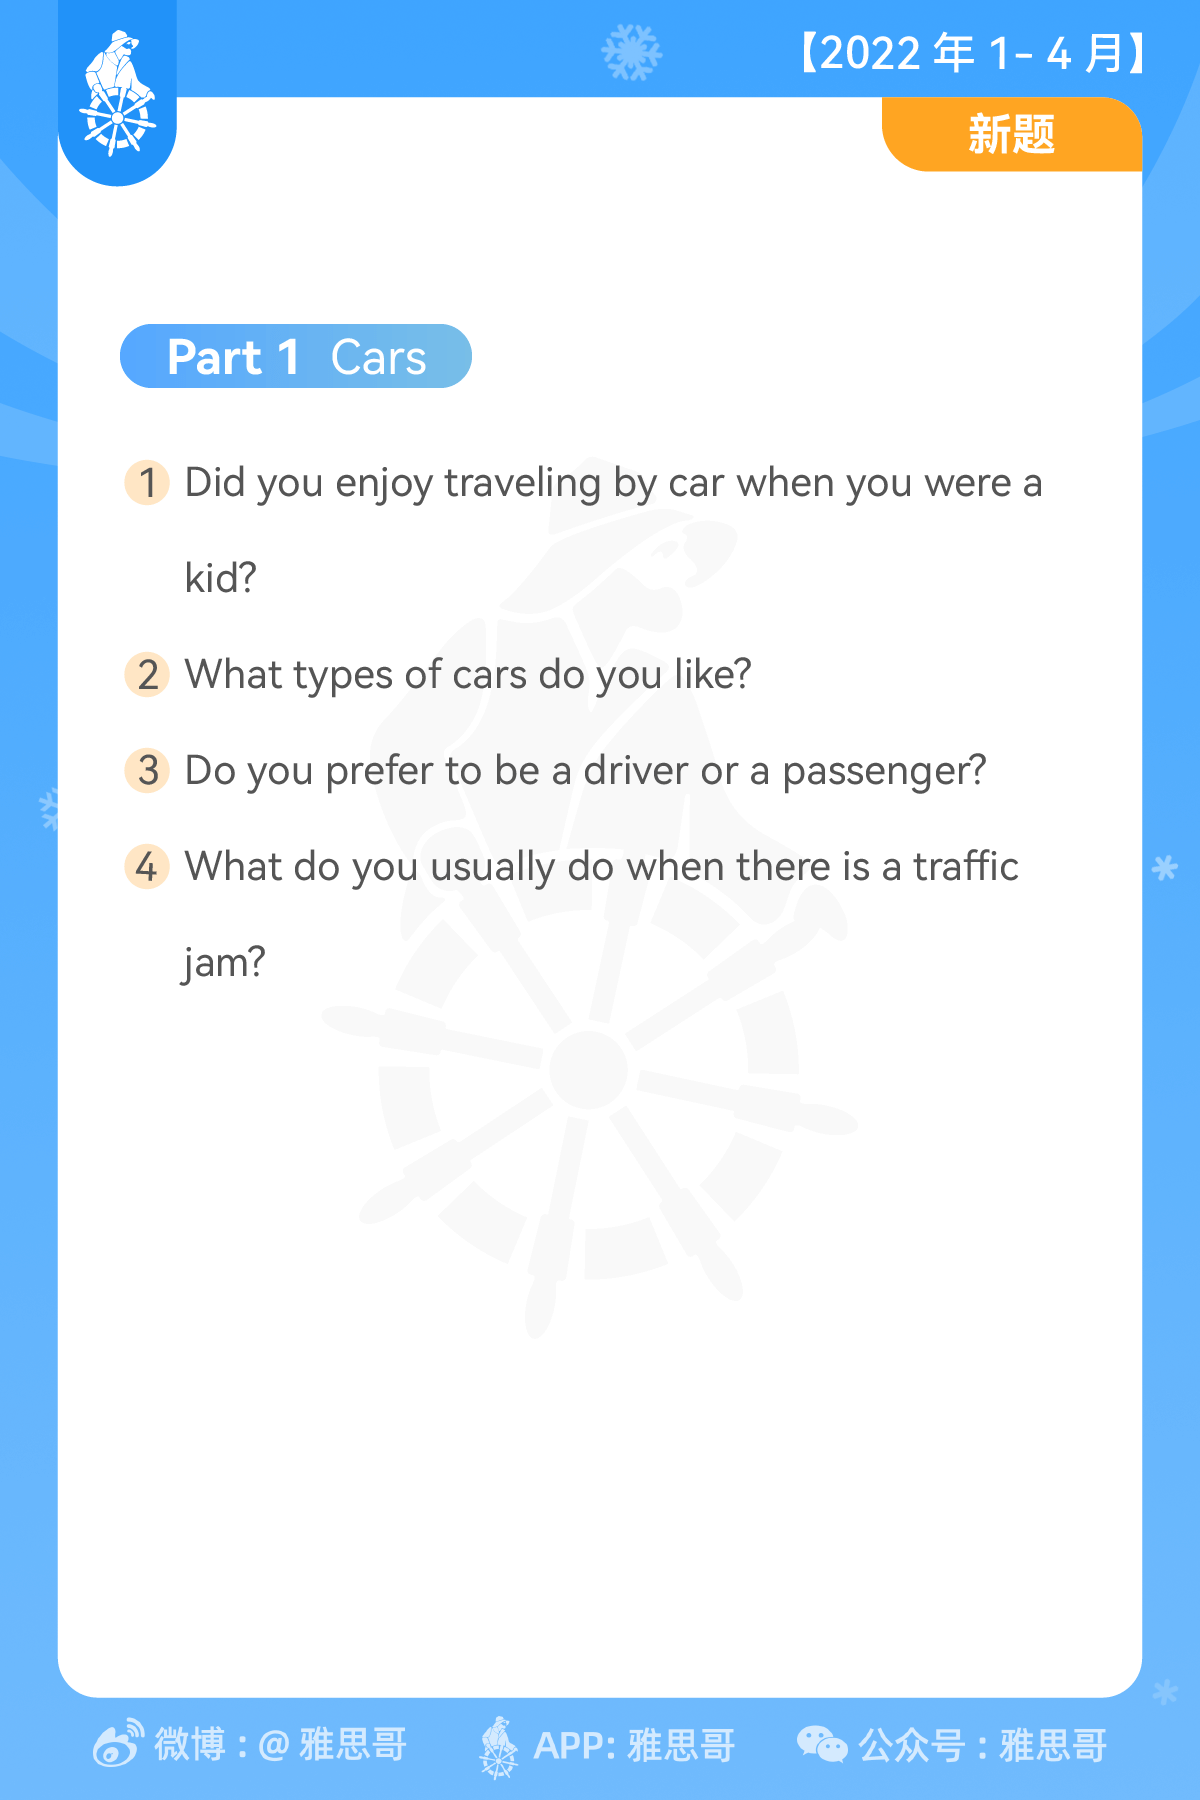 【2022 年 1- 4 月】
新题
Part 1 Cars
1 Did you enjoy traveling by car when you were a
kid?
2 What types of cars do you like?
3 Do you prefer to be a driver or a passenger?
4 What do you usually do when there is a traffic
jam?
微博：@ 雅思哥 APP: 雅思哥 公众号：雅思哥